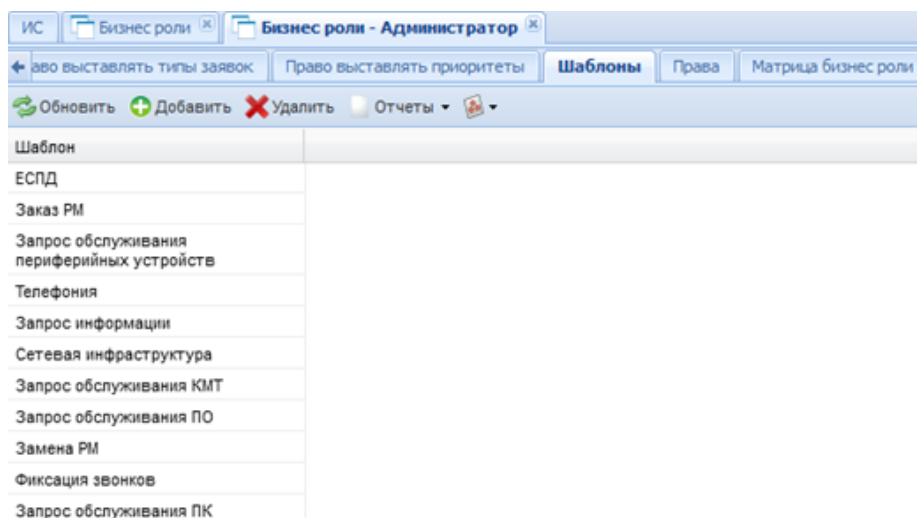 ИС Бизнес роли Бизнес роли - Администратор
аво выставлять типы заявок Право выставлять приоритеты Шаблоны Права Матрица бизнес роли
Обновить Добавить Удалить Отчеты
Шаблон
ЕСПД
Заказ РМ
Запрос обслуживания
периферийных устройств
Телефония
Запрос информации
Сетевая инфраструктура
Запрос обслуживания КМТ
Запрос обслуживания ПО
Замена РМ
Фиксация звонков
Запрос обслуживания ПК